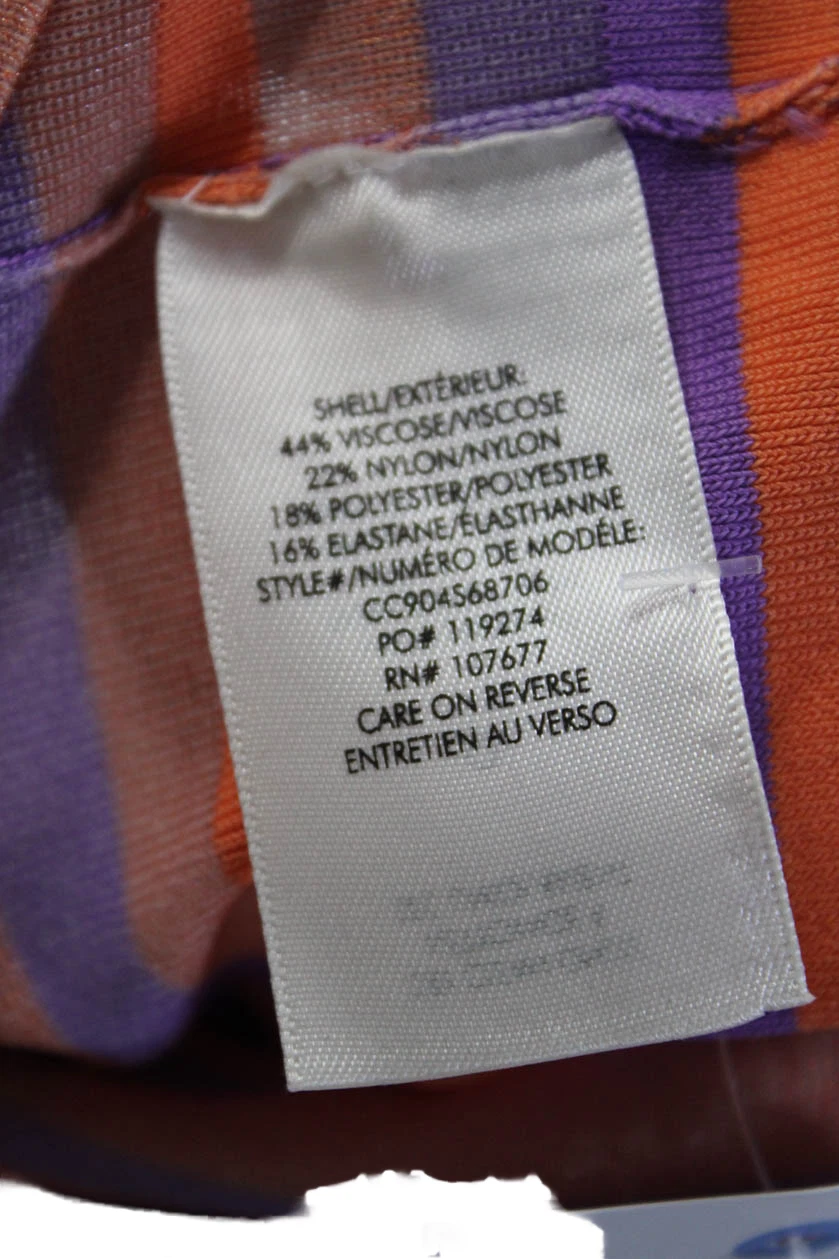 SHELL/EXTÉRIEUR:
44% VISCOSE/VISCOSE
22% NYLON/NYLON
18% POLYESTER/POLYESTER
16% ELASTANE/ÉLASTHANNE
STYLE#/NUMÉRO DE MODÉLE:
CC904S68706
PO# 119274
RN# 107677
CARE ON REVERSE
ENTRETIEN AU VERSO